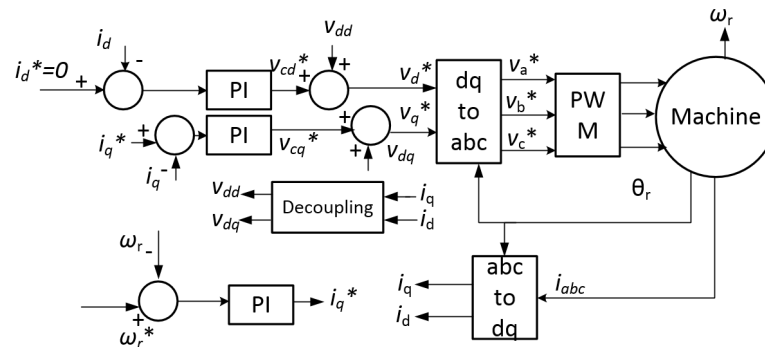 ω_r
i_d
v_dd
i_d*=0
-
+
PI
v_cd*
+
+
v_d*
dq
to
abc
v_a*
v_b*
v_c*
PW
M
Machine
i_q*
+
i_q
-
PI
v_cq*
+
+
v_q*
v_dq
v_dd
v_dq
Decoupling
i_q
i_d
θ_r
ω_r
-
+
ω_r*
PI
i_q*
i_q
i_d
abc
to
dq
i_abc